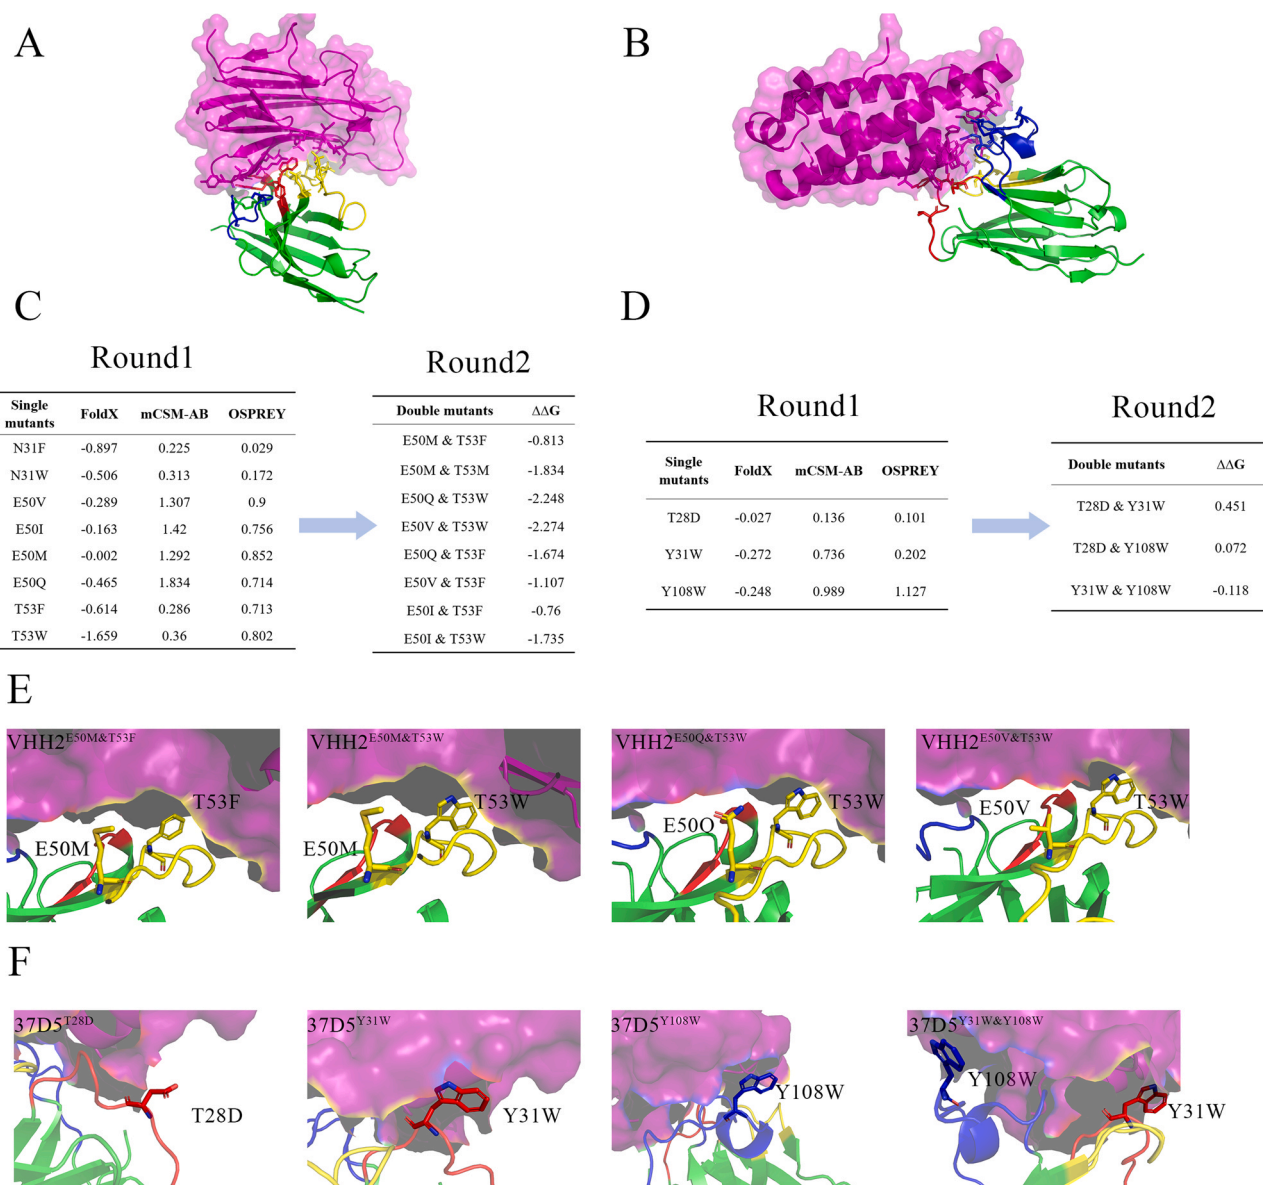 A
B
C
D
Round1
Single mutants FoldX mCSM-AB OSPREY
N31F -0.897 0.225 0.029
N31W -0.506 0.313 0.172
E50V -0.289 1.307 0.9
E50I -0.163 1.42 0.756
E50M -0.002 1.292 0.852
E50Q -0.465 1.834 0.714
T53F -0.614 0.286 0.713
T53W -1.659 0.36 0.802
Round2
Double mutants ΔΔG
E50M & T53F -0.813
E50M & T53M -1.834
E50Q & T53W -2.248
E50V & T53W -2.274
E50Q & T53F -1.674
E50V & T53F -1.107
E50I & T53F -0.76
E50I & T53W -1.735
Round1
Single mutants FoldX mCSM-AB OSPREY
T28D -0.027 0.136 0.101
Y31W -0.272 0.736 0.202
Y108W -0.248 0.989 1.127
Round2
Double mutants ΔΔG
T28D & Y31W 0.451
T28D & Y108W 0.072
Y31W & Y108W -0.118
E
VHH2E50M&T53F
T53F
E50M
VHH2E50M&T53W
T53W
E50M
VHH2E50Q&T53W
T53W
E50Q
VHH2E50V&T53W
T53W
E50V
F
37D5T28D
T28D
37D5Y31W
Y31W
37D5Y108W
Y108W
37D5Y31W&Y108W
Y108W
Y31W